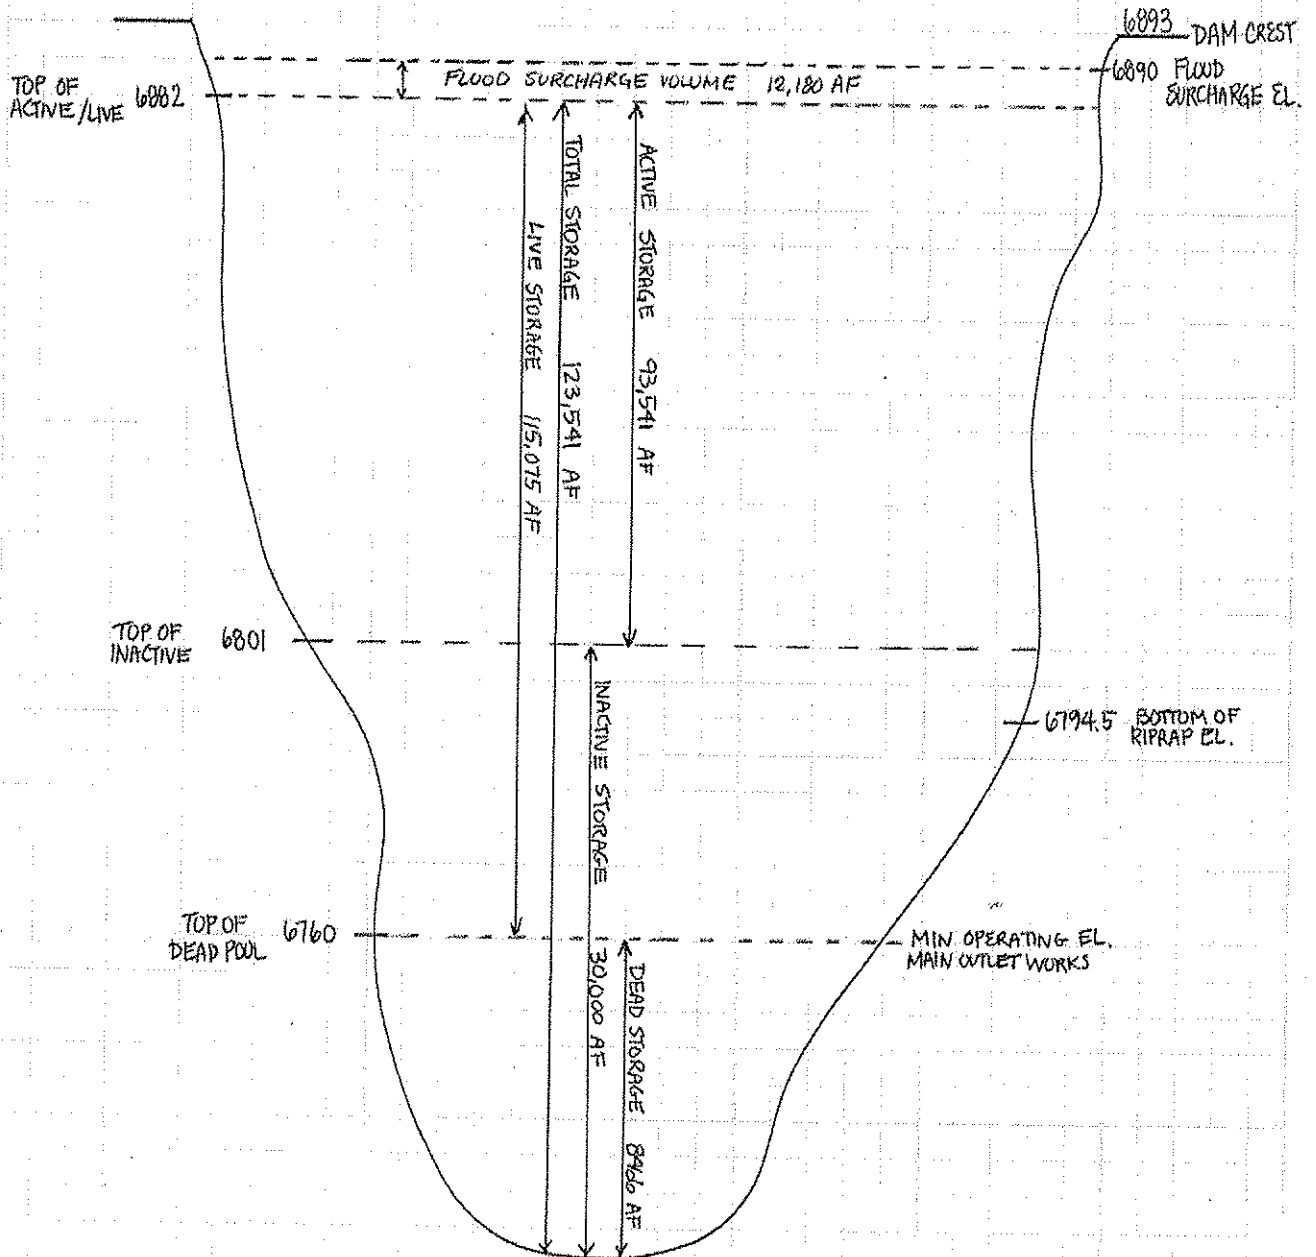 6893 DAM CREST
FLOOD SURCHARGE VOLUME 12,180 AF
6890 FLOOD
SURCHARGE EL.
TOP OF
ACTIVE/LIVE 6882
LIVE STORAGE 115,075 AF
TOTAL STORAGE 123,541 AF
ACTIVE STORAGE 93,541 AF
TOP OF
INACTIVE 6801
6794.5 BOTTOM OF
RIPRAP EL.
INACTIVE STORAGE 30,000 AF
TOP OF
DEAD POOL 6760
MIN OPERATING EL.
MAIN OUTLET WORKS
DEAD STORAGE 8466 AF